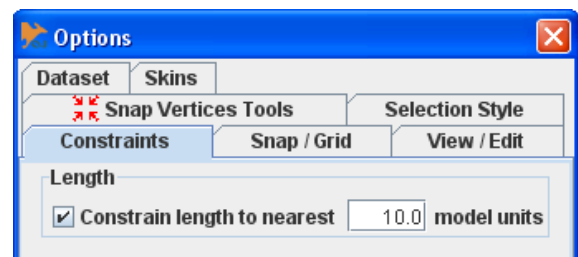 Options
Dataset Skins
Snap Vertices Tools Selection Style
Constraints Snap / Grid View / Edit
Length
Constrain length to nearest 10.0 model units